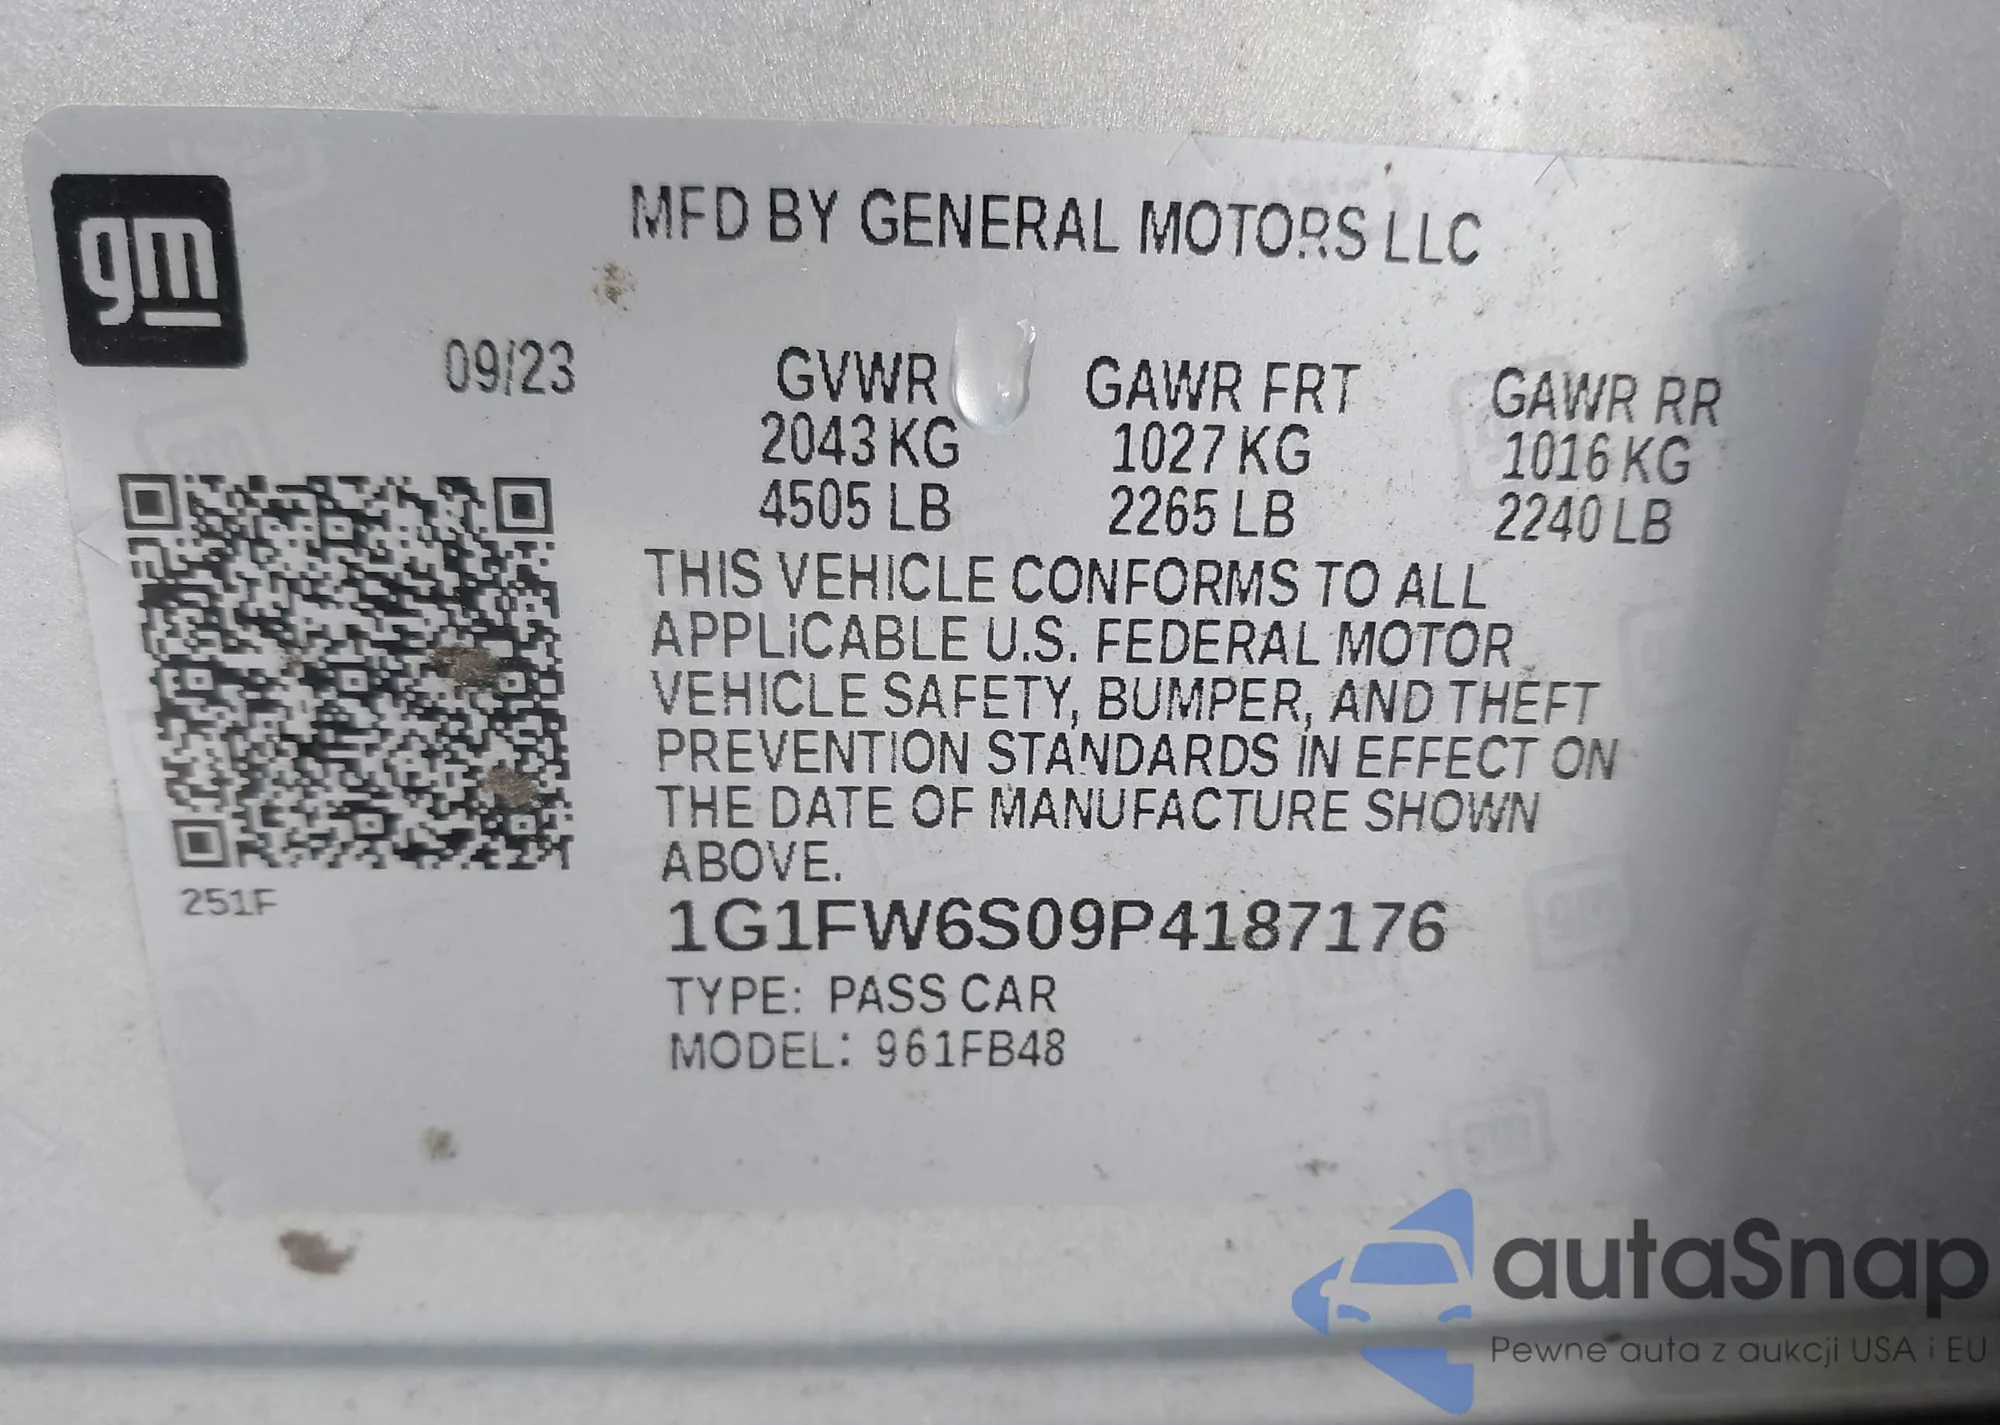 gm
MFD BY GENERAL MOTORS LLC
09/23
GVWR GAWR FRT GAWR RR
2043 KG 1027 KG 1016 KG
4505 LB 2265 LB 2240 LB
THIS VEHICLE CONFORMS TO ALL
APPLICABLE U.S. FEDERAL MOTOR
VEHICLE SAFETY, BUMPER, AND THEFT
PREVENTION STANDARDS IN EFFECT ON
THE DATE OF MANUFACTURE SHOWN
ABOVE.
251F
1G1FW6S09P4187176
TYPE: PASS CAR
MODEL: 961FB48
autaSnap
Pewne auta z aukcji USA i EU